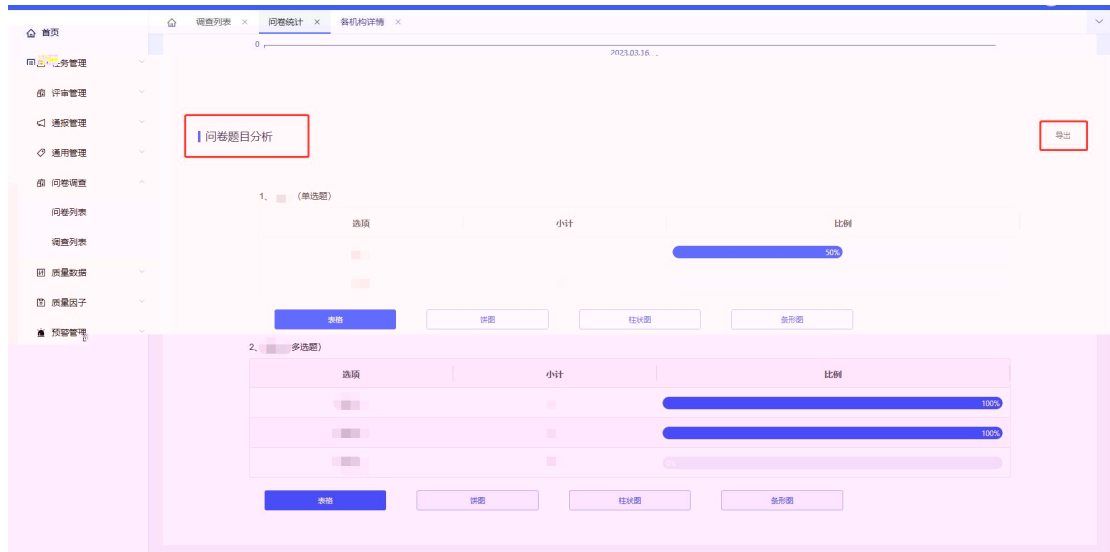 首页
调查列表 ×
问卷统计 ×
各机构详情 ×
0
2023.03.16
务管理
评审管理
通报管理
通用管理
问卷调查
问卷列表
调查列表
质量数据
质量因子
预警管理
问卷题目分析
导出
1、 （单选题）
选项 小计 比例
50%
表格 饼图 柱状图 条形图
2、 多选题）
选项 小计 比例
100%
100%
表格 饼图 柱状图 条形图